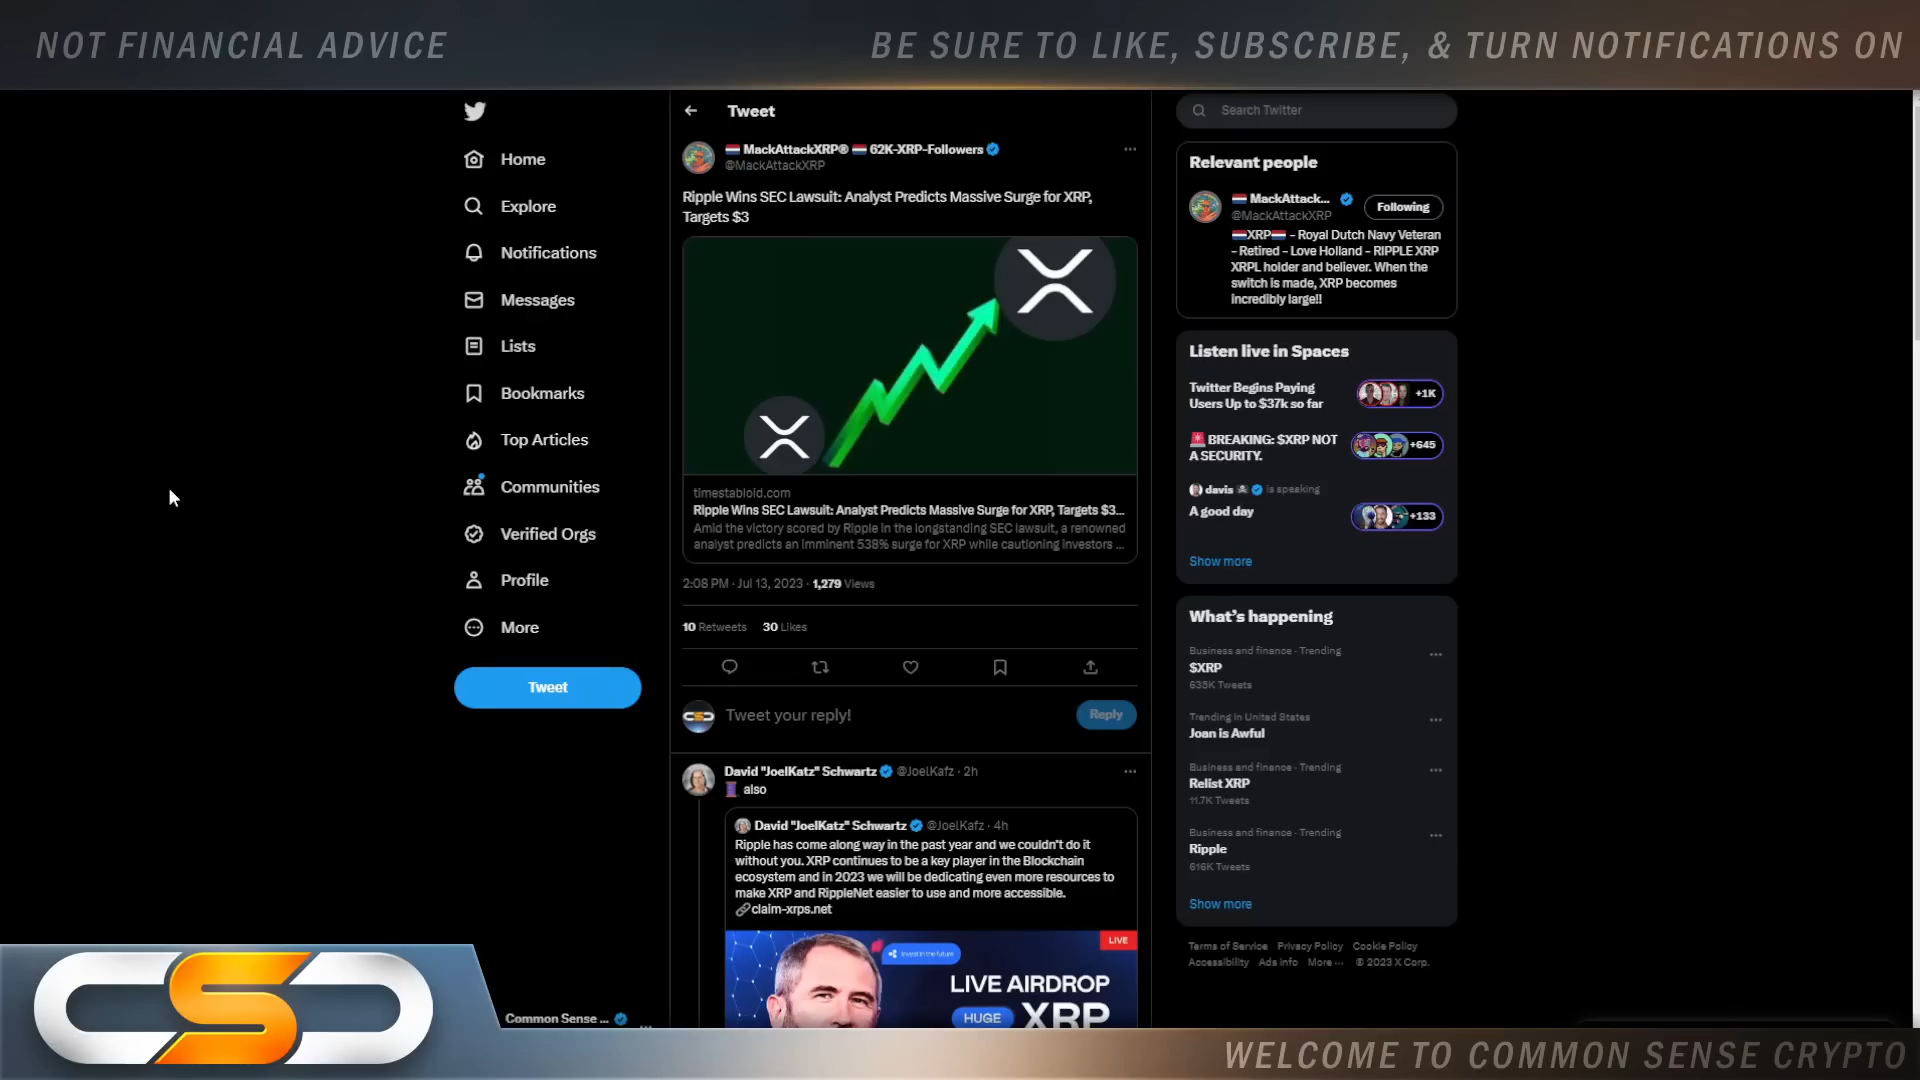 NOT FINANCIAL ADVICE
BE SURE TO LIKE, SUBSCRIBE, & TURN NOTIFICATIONS ON
Home
Explore
Notifications
Messages
Lists
Bookmarks
Top Articles
Communities
Verified Orgs
Profile
More
Tweet
Common Sense ...
Tweet
MackAttackXRP® 62K-XRP-Followers
@MackAttackXRP
Ripple Wins SEC Lawsuit: Analyst Predicts Massive Surge for XRP,
Targets $3
timestabloid.com
Ripple Wins SEC Lawsuit: Analyst Predicts Massive Surge for XRP, Targets $3...
Amid the victory scored by Ripple in the longstanding SEC lawsuit, a renowned
analyst predicts an imminent 538% surge for XRP while cautioning investors ...
2:08 PM · Jul 13, 2023 · 1,279 Views
10 Retweets 30 Likes
Tweet your reply!
Reply
David "JoelKatz" Schwartz @JoelKafz · 2h
also
David "JoelKatz" Schwartz @JoelKafz · 4h
Ripple has come along way in the past year and we couldn't do it
without you. XRP continues to be a key player in the Blockchain
ecosystem and in 2023 we will be dedicating even more resources to
make XRP and RippleNet easier to use and more accessible.
claim-xrps.net
LIVE
Invest in the future
LIVE AIRDROP
HUGE XRP
Search Twitter
Relevant people
MackAttack...
@MackAttackXRP
Following
XRP - Royal Dutch Navy Veteran
- Retired - Love Holland - RIPPLE XRP
XRPL holder and believer. When the
switch is made, XRP becomes
incredibly large!!
Listen live in Spaces
Twitter Begins Paying
Users Up to $37k so far
+1K
BREAKING: $XRP NOT
A SECURITY.
+645
davis is speaking
A good day
+133
Show more
What's happening
Business and finance · Trending
$XRP
635K Tweets
Trending in United States
Joan is Awful
Business and finance · Trending
Relist XRP
11.7K Tweets
Business and finance · Trending
Ripple
616K Tweets
Show more
Terms of Service Privacy Policy Cookie Policy
Accessibility Ads info More ··· © 2023 X Corp.
CSC
WELCOME TO COMMON SENSE CRYPTO